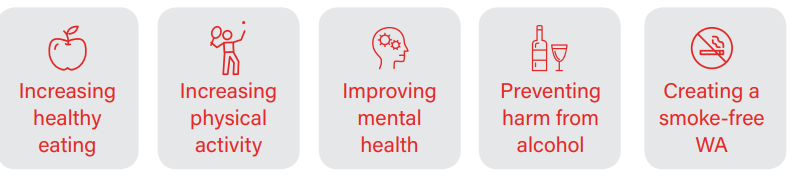 Increasing
healthy
eating
Increasing
physical
activity
Improving
mental
health
Preventing
harm from
alcohol
Creating a
smoke-free
WA